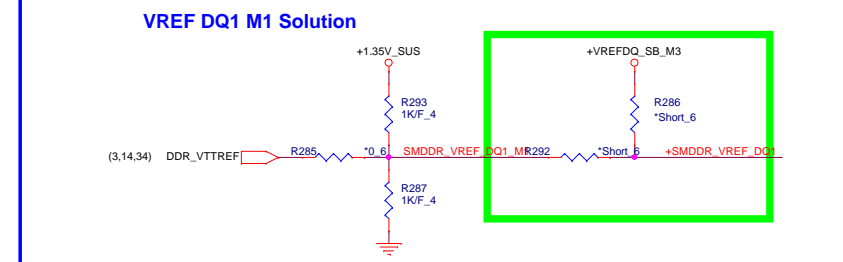 VREF DQ1 M1 Solution
+1.35V_SUS
+VREFDQ_SB_M3
R293
1K/F_4
R286
*Short_6
(3,14,34) DDR_VTTREF
R285
*0_6
SMDDR_VREF_DQ1_M1
R292
*Short_6
+SMDDR_VREF_DQ1
R287
1K/F_4